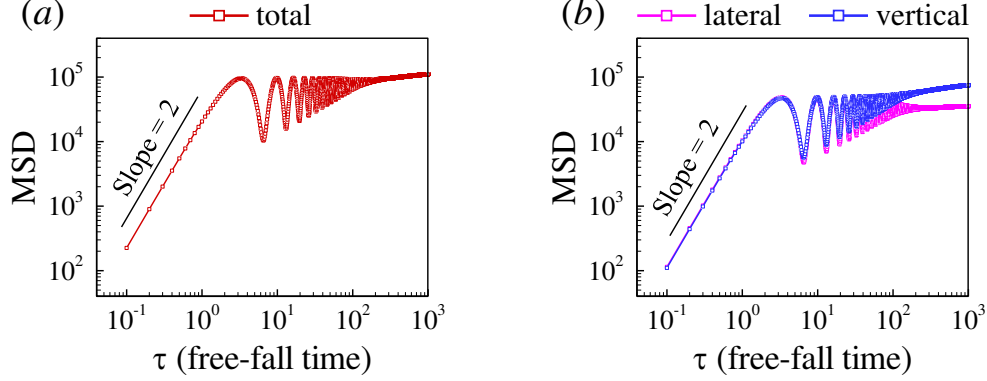 (a)
total
MSD
10^5
10^4
10^3
10^2
Slope = 2
10^-1
10^0
10^1
10^2
10^3
τ (free-fall time)
(b)
lateral
vertical
MSD
10^5
10^4
10^3
10^2
Slope = 2
10^-1
10^0
10^1
10^2
10^3
τ (free-fall time)